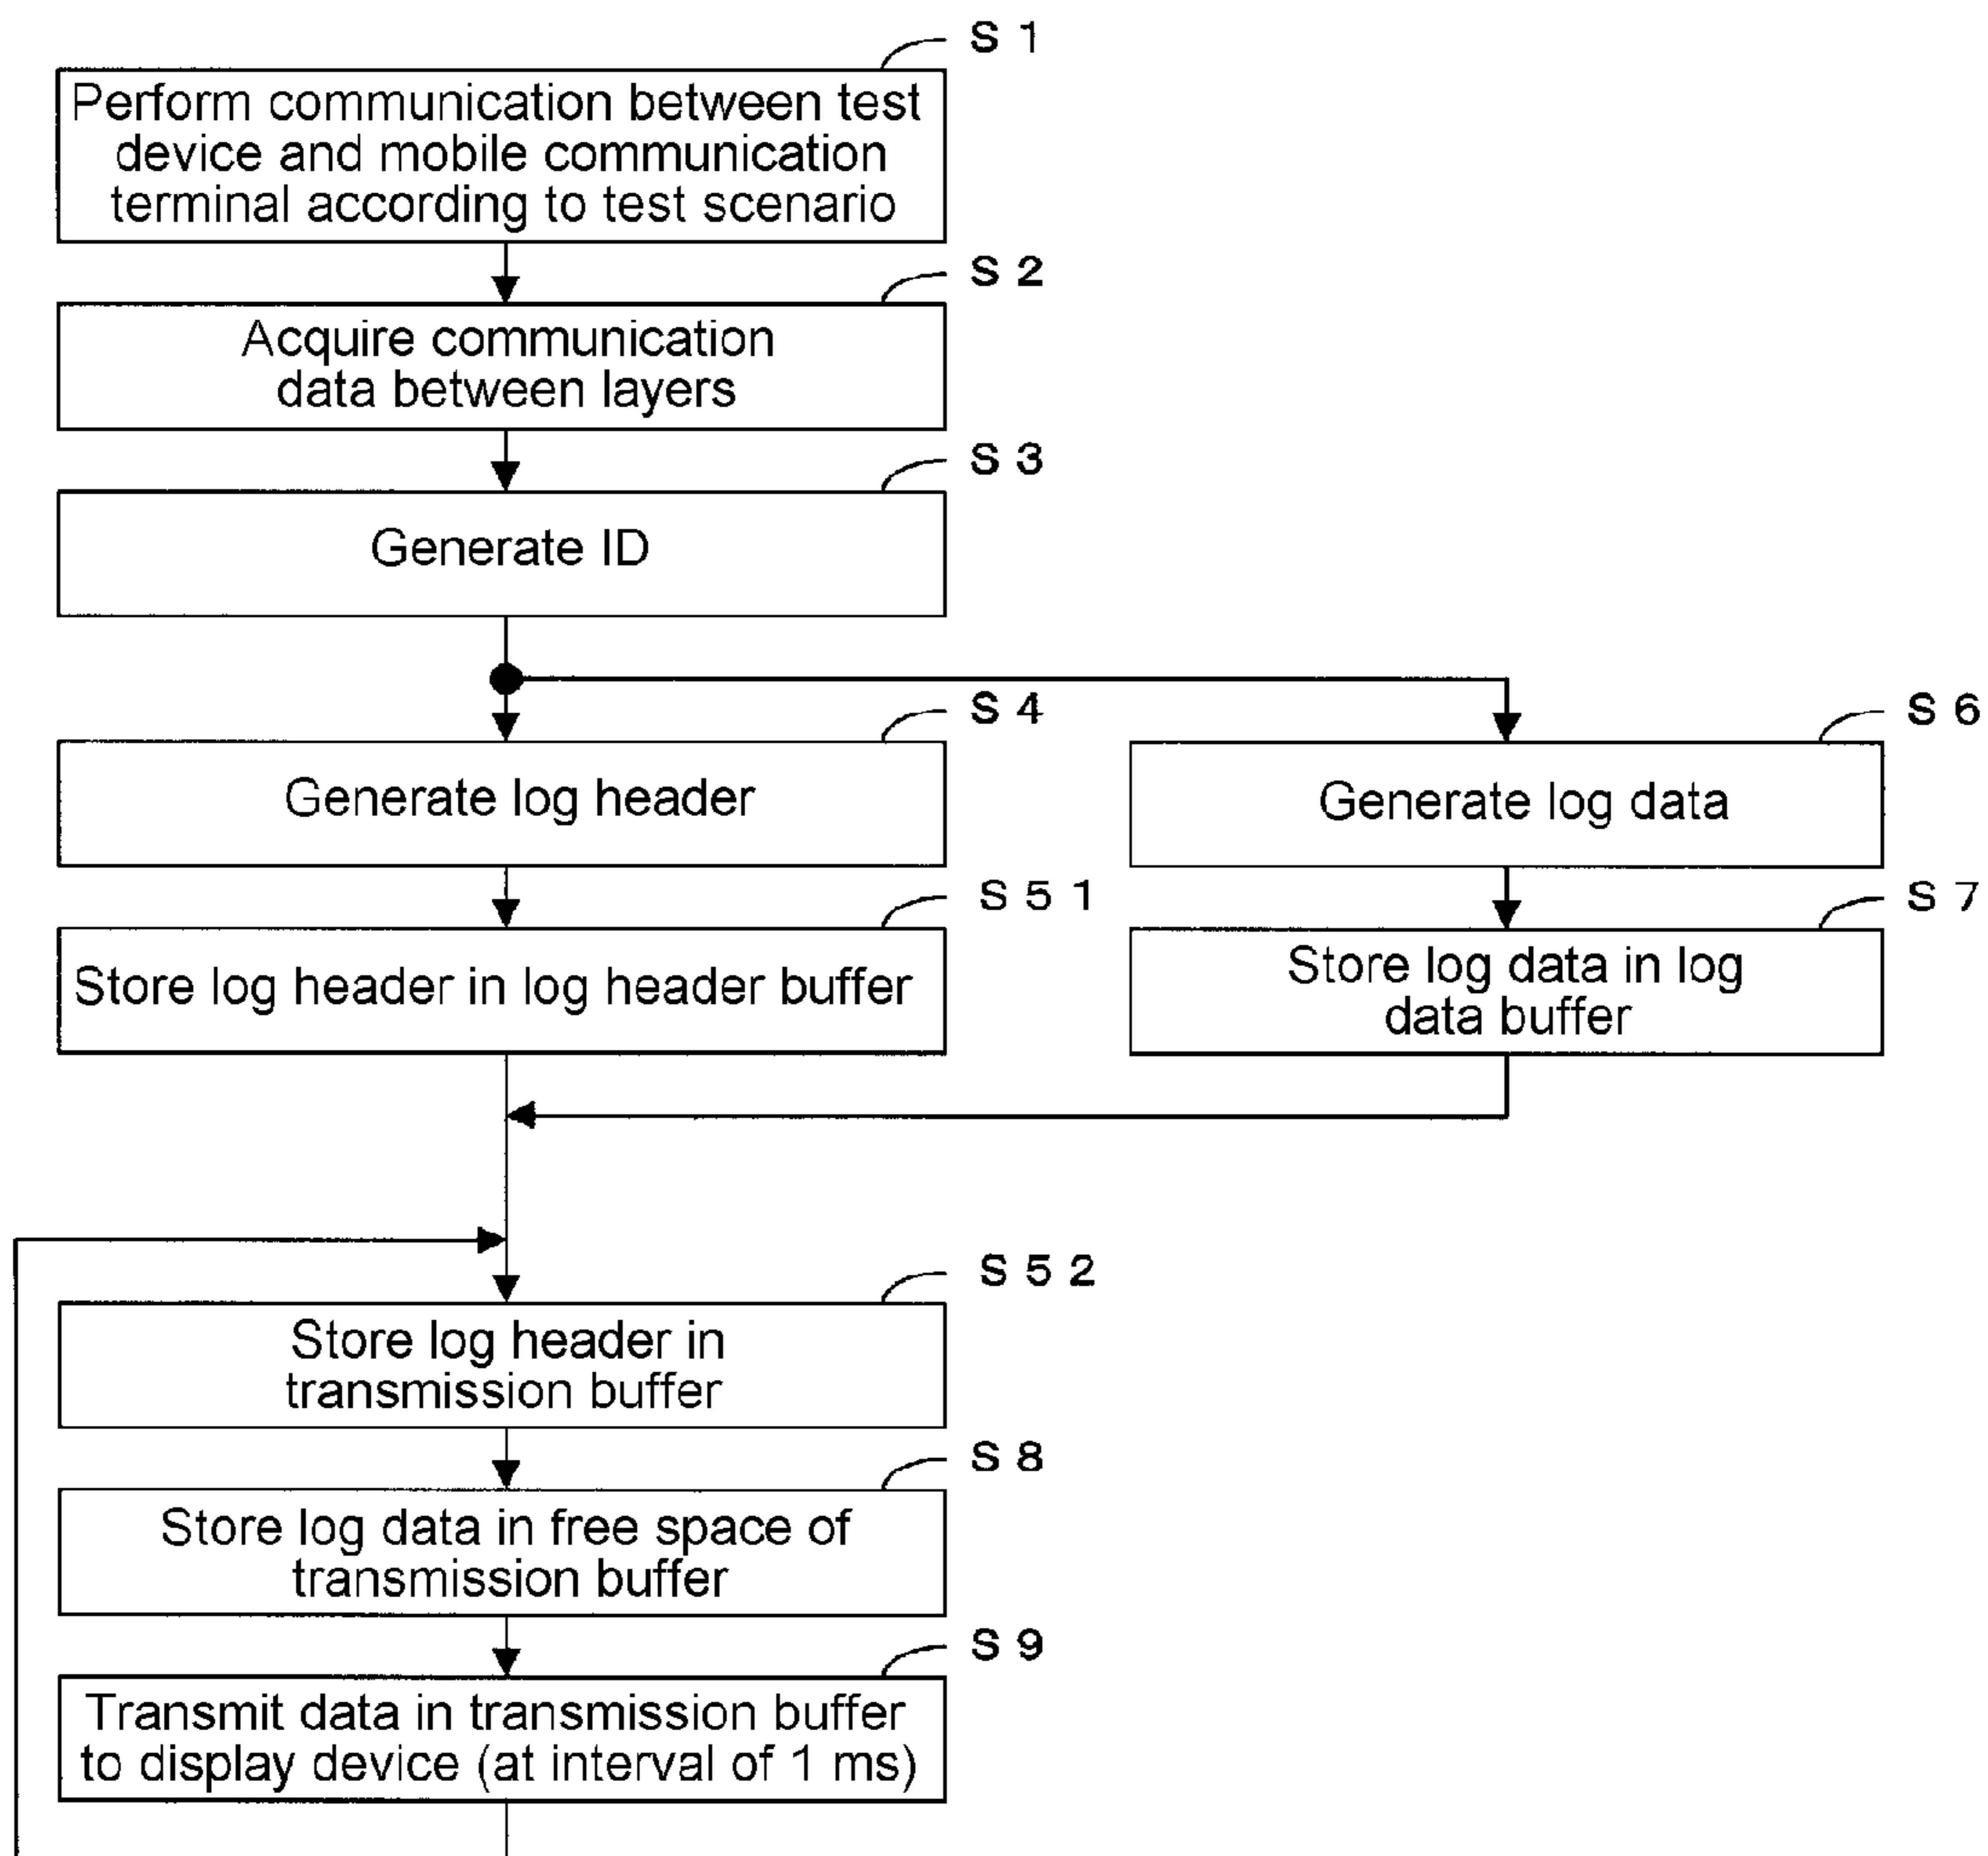 S 1
Perform communication between test
device and mobile communication
terminal according to test scenario
S 2
Acquire communication
data between layers
S 3
Generate ID
S 4
Generate log header
S 6
Generate log data
S 5 1
Store log header in log header buffer
S 7
Store log data in log
data buffer
S 5 2
Store log header in
transmission buffer
S 8
Store log data in free space of
transmission buffer
S 9
Transmit data in transmission buffer
to display device (at interval of 1 ms)